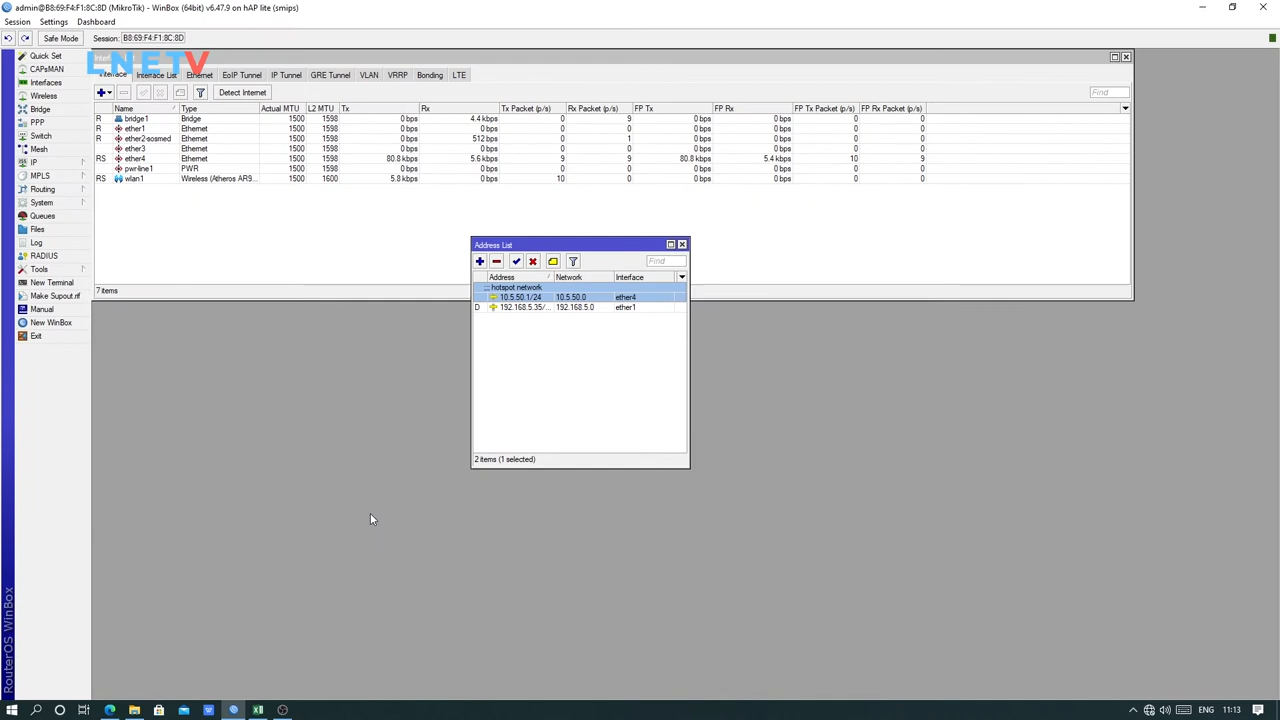 admin@B8:69:F4:F1:8C:8D (MikroTik) - WinBox (64bit) v6.47.9 on hAP lite (smips)
Session Settings Dashboard
Safe Mode Session: B8:69:F4:F1:8C:8D
LNETV
Interface Interface List Ethernet EoIP Tunnel IP Tunnel GRE Tunnel VLAN VRRP Bonding LTE
Detect Internet Find
Name Type Actual MTU L2 MTU Tx Rx Tx Packet (p/s) Rx Packet (p/s) FP Tx FP Rx FP Tx Packet (p/s) FP Rx Packet (p/s)
R bridge1 Bridge 1500 1598 0 bps 4.4 kbps 0 9 0 bps 0 bps 0 0
ether1 Ethernet 1500 1598 0 bps 0 bps 0 0 0 bps 0 bps 0 0
R ether2-sosmed Ethernet 1500 1598 0 bps 512 bps 0 1 0 bps 0 bps 0 0
ether3 Ethernet 1500 1598 0 bps 0 bps 0 0 0 bps 0 bps 0 0
RS ether4 Ethernet 1500 1598 80.8 kbps 5.6 kbps 9 9 80.8 kbps 5.4 kbps 10 9
pwr-line1 PWR 1500 1598 0 bps 0 bps 0 0 0 bps 0 bps 0 0
RS wlan1 Wireless (Atheros AR9... 1500 1600 5.8 kbps 0 bps 10 0 0 bps 0 bps 0 0
7 items
Quick Set
CAPsMAN
Interfaces
Wireless
Bridge
PPP
Switch
Mesh
IP
MPLS
Routing
System
Queues
Files
Log
RADIUS
Tools
New Terminal
Make Supout.rif
Manual
New WinBox
Exit
RouterOS WinBox
Address List
Find
Address Network Interface
;;; hotspot network
10.5.50.1/24 10.5.50.0 ether4
D 192.168.5.35/... 192.168.5.0 ether1
2 items (1 selected)
ENG 11:13